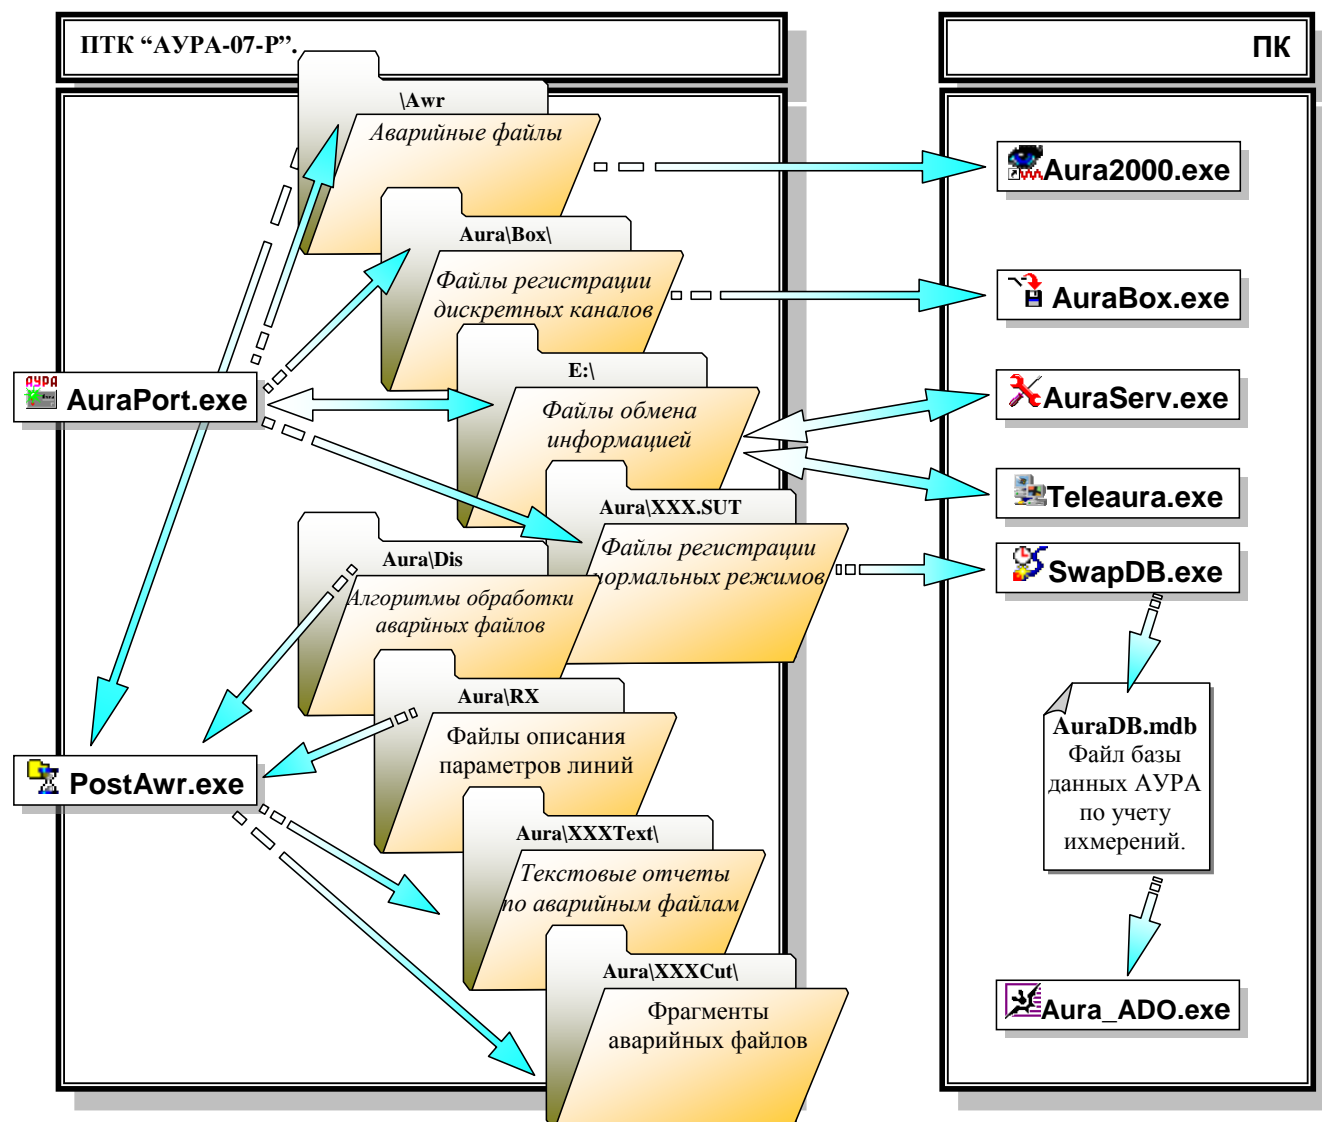 ПТК “АУРА-07-Р”.
ПК
\Awr
Аварийные файлы
Aura\Box\
Файлы регистрации
дискретных каналов
E:\
Файлы обмена
информацией
Aura\XXX.SUT
Файлы регистрации
нормальных режимов
Aura\Dis
Алгоритмы обработки
аварйных файлов
Aura\RX
Файлы описания
параметров линий
Aura\XXXText\
Текстовые отчеты
по аварийным файлам
Aura\XXXCut\
Фрагменты
аварийных файлов
АУРА
AuraPort.exe
PostAwr.exe
Aura2000.exe
AuraBox.exe
AuraServ.exe
Teleaura.exe
SwapDB.exe
AuraDB.mdb
Файл базы
данных АУРА
по учету
ихмерений.
Aura_ADO.exe